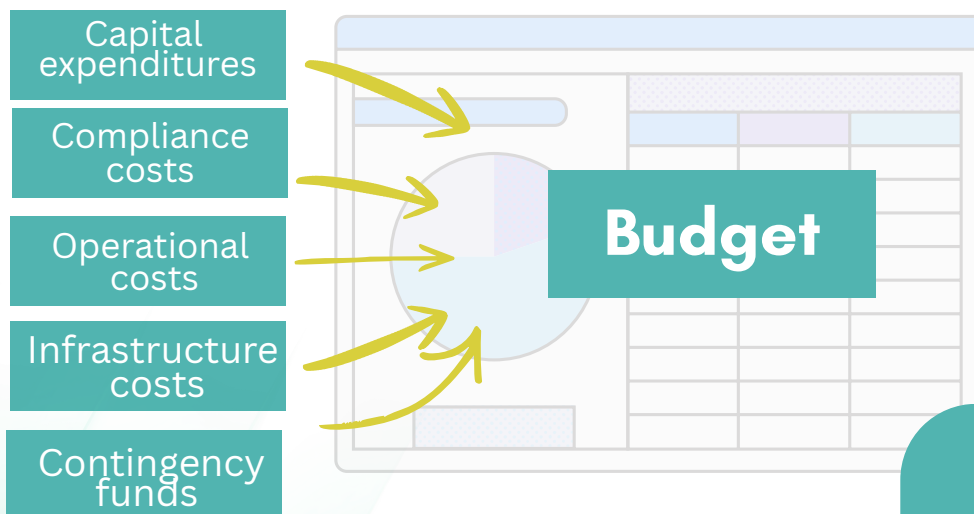 Capital
expenditures
Compliance
costs
Operational
costs
Infrastructure
costs
Contingency
funds
Budget